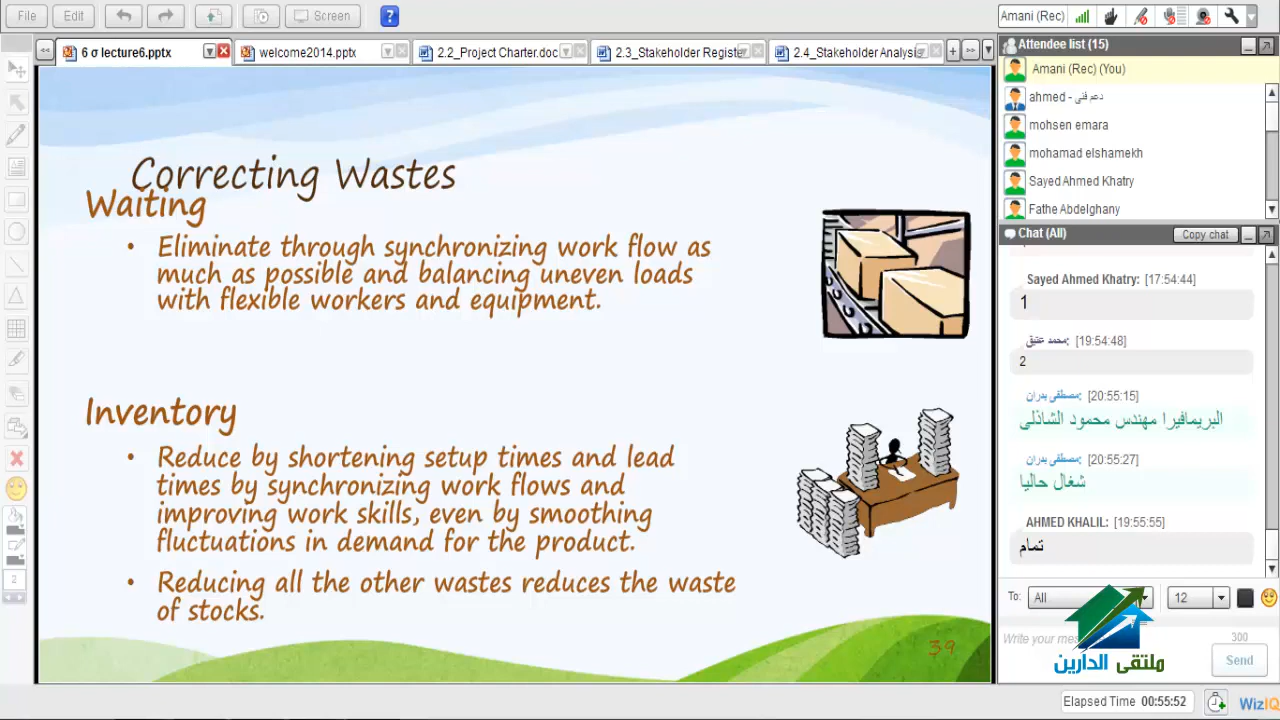 File
Edit
Screen
?
Amani (Rec)
6 σ lecture6.pptx
welcome2014.pptx
2.2_Project Charter.doc
2.3_Stakeholder Registe
2.4_Stakeholder Analysis
Attendee list (15)
Amani (Rec) (You)
ahmed - دعم فنى
mohsen emara
mohamad elshamekh
Sayed Ahmed Khatry
Fathe Abdelghany
Correcting Wastes
Waiting
• Eliminate through synchronizing work flow as
much as possible and balancing uneven loads
with flexible workers and equipment.
Inventory
• Reduce by shortening setup times and lead
times by synchronizing work flows and
improving work skills, even by smoothing
fluctuations in demand for the product.
• Reducing all the other wastes reduces the waste
of stocks.
39
2
Chat (All)
Copy chat
Sayed Ahmed Khatry: [17:54:44]
1
محمد عتيق: [19:54:48]
2
مصطفى بدران: [20:55:15]
البريمافيرا مهندس محمود الشاذلى
مصطفى بدران: [20:55:27]
شغال حاليا
AHMED KHALIL: [19:55:55]
تمام
To:
All
12
Write your mes
300
Send
ملتقى الدارين
Elapsed Time 00:55:52
WizIQ